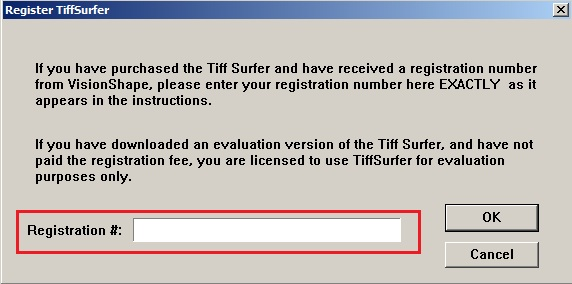 Register TiffSurfer
If you have purchased the Tiff Surfer and have received a registration number
from VisionShape, please enter your registration number here EXACTLY  as it
appears in the instructions.
If you have downloaded an evaluation version of the Tiff Surfer, and have not
paid the registration fee, you are licensed to use TiffSurfer for evaluation
purposes only.
Registration #:
OK
Cancel